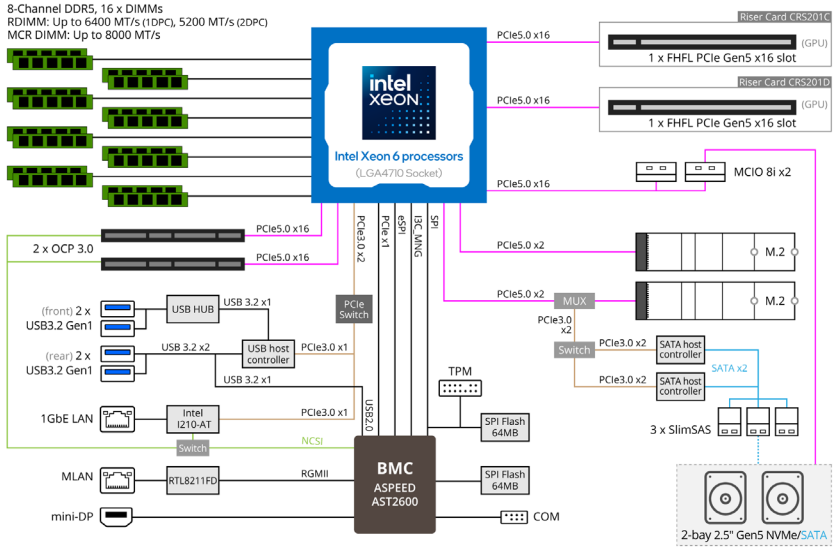 8-Channel DDR5, 16 x DIMMs
RDIMM: Up to 6400 MT/s (1DPC), 5200 MT/s (2DPC)
MCR DIMM: Up to 8000 MT/s
intel
XEON
Intel Xeon 6 processors
(LGA4710 Socket)
PCIe5.0 x16
Riser Card CRS201C
(GPU)
1 x FHFL PCIe Gen5 x16 slot
PCIe5.0 x16
Riser Card CRS201D
(GPU)
1 x FHFL PCIe Gen5 x16 slot
PCIe5.0 x16
MCIO 8i x2
2 x OCP 3.0
PCIe5.0 x16
PCIe5.0 x16
PCIe3.0 x2
PCIe x1
eSPI
I3C_MNG
SPI
PCIe5.0 x2
M.2
PCIe5.0 x2
MUX
M.2
PCIe3.0
x2
Switch
PCIe3.0 x2
SATA host
controller
PCIe3.0 x2
SATA host
controller
SATA x2
3 x SlimSAS
2-bay 2.5" Gen5 NVMe/SATA
(front) 2 x
USB3.2 Gen1
USB HUB
USB 3.2 x1
PCIe
Switch
(rear) 2 x
USB3.2 Gen1
USB 3.2 x2
USB host
controller
PCIe3.0 x1
USB 3.2 x1
USB2.0
1GbE LAN
Intel
I210-AT
PCIe3.0 x1
Switch
NCSI
TPM
SPI Flash
64MB
MLAN
RTL8211FD
RGMII
BMC
ASPEED
AST2600
SPI Flash
64MB
mini-DP
COM